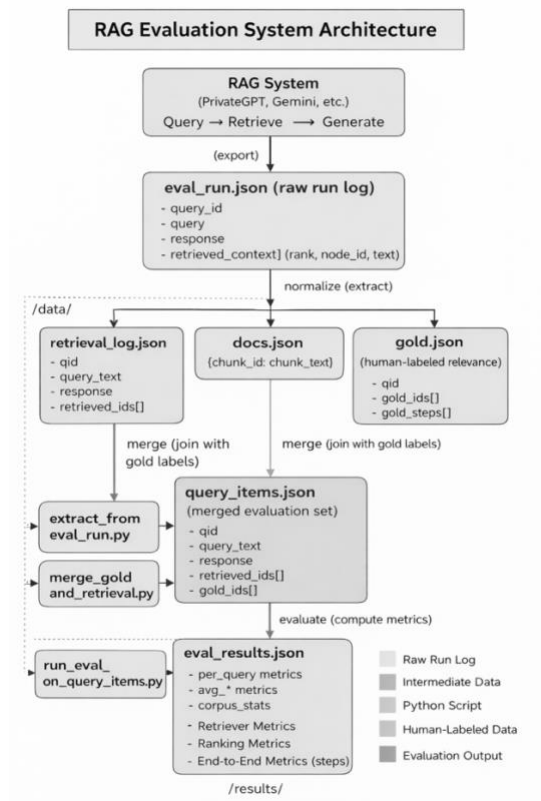 RAG Evaluation System Architecture
RAG System
(PrivateGPT, Gemini, etc.)
Query → Retrieve → Generate
(export)
eval_run.json (raw run log)
- query_id
- query
- response
- retrieved_context] (rank, node_id, text)
normalize (extract)
/data/
retrieval_log.json
- qid
- query_text
- response
- retrieved_ids[]
docs.json
{chunk_id: chunk_text}
gold.json
(human-labeled relevance)
- qid
- gold_ids[]
- gold_steps[]
merge (join with
gold labels)
merge (join with gold labels)
extract_from
eval_run.py
merge_gold
and_retrieval.py
query_items.json
(merged evaluation set)
- qid
- query_text
- response
- retrieved_ids[]
- gold_ids[]
evaluate (compute metrics)
run_eval_
on_query_items.py
eval_results.json
- per_query metrics
- avg_* metrics
- corpus_stats
- Retriever Metrics
- Ranking Metrics
- End-to-End Metrics (steps)
/results/
Raw Run Log
Intermediate Data
Python Script
Human-Labeled Data
Evaluation Output